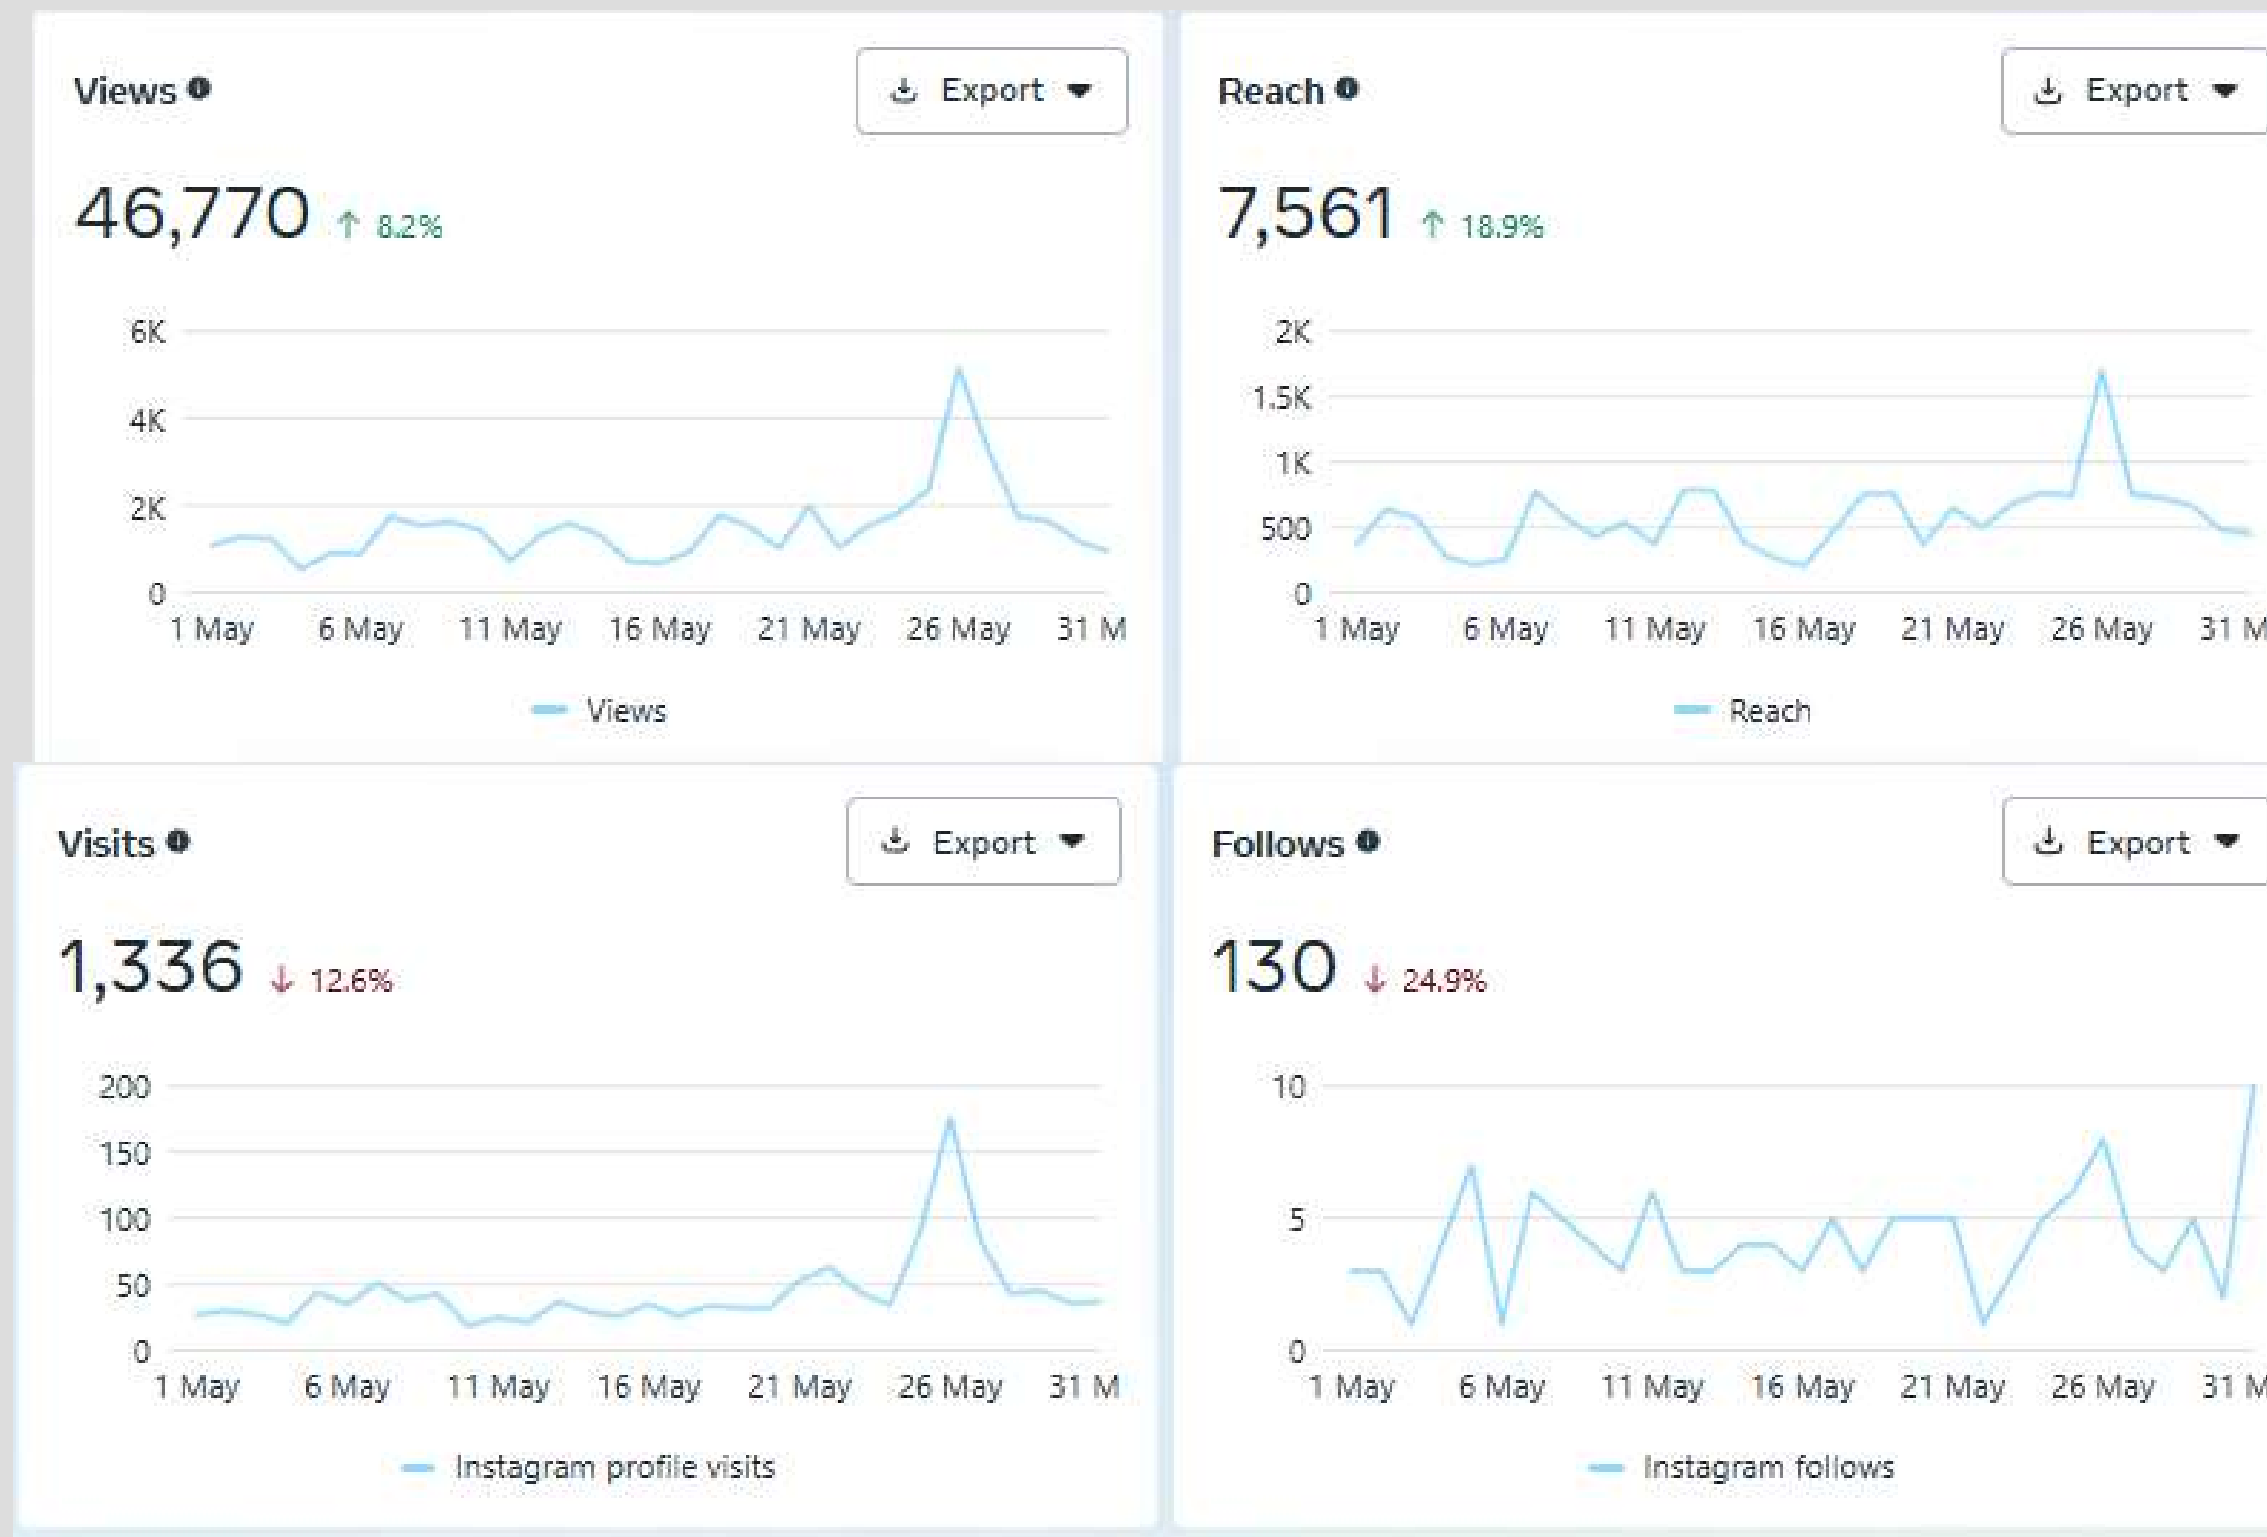 Views
Export
46,770 ↑ 8.2%
6K
4K
2K
0
1 May 6 May 11 May 16 May 21 May 26 May 31 M
Views
Reach
Export
7,561 ↑ 18.9%
2K
1.5K
1K
500
0
1 May 6 May 11 May 16 May 21 May 26 May 31 M
Reach
Visits
Export
1,336 ↓ 12.6%
200
150
100
50
0
1 May 6 May 11 May 16 May 21 May 26 May 31 M
Instagram profile visits
Follows
Export
130 ↓ 24.9%
10
5
0
1 May 6 May 11 May 16 May 21 May 26 May 31 M
Instagram follows